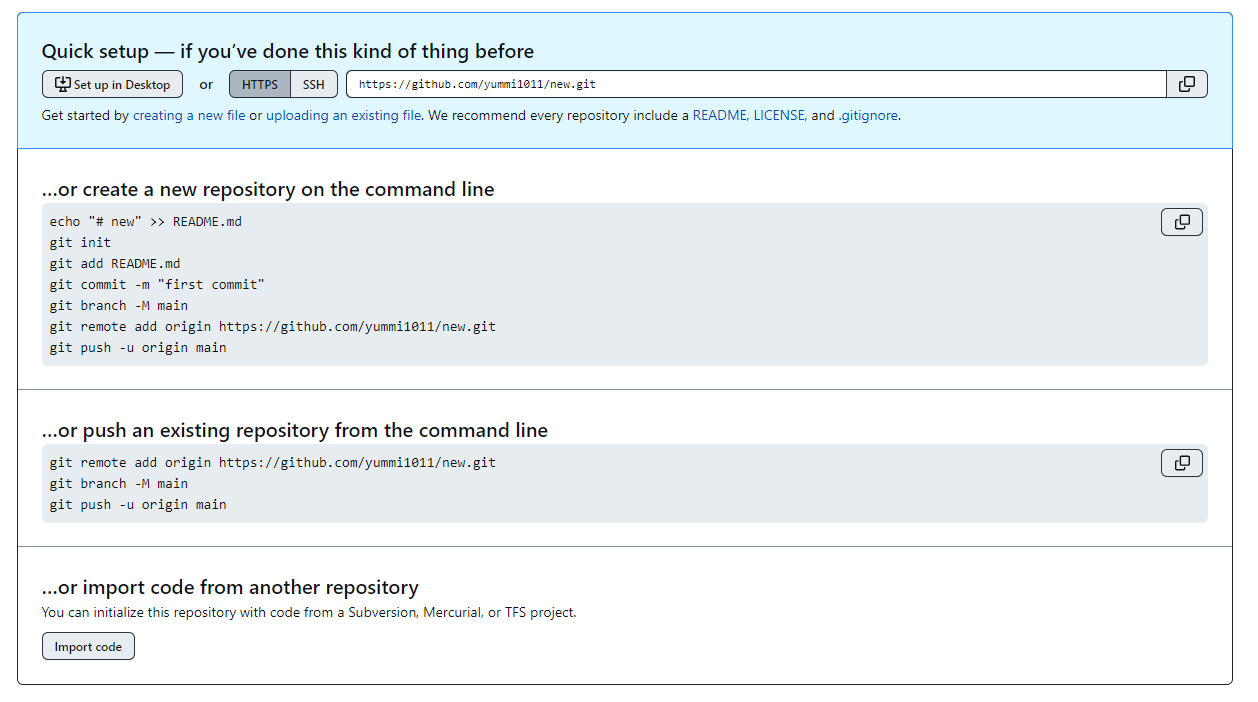 Quick setup — if you’ve done this kind of thing before
Set up in Desktop or HTTPS SSH https://github.com/yummi1011/new.git
Get started by creating a new file or uploading an existing file. We recommend every repository include a README, LICENSE, and .gitignore.
…or create a new repository on the command line
echo "# new" >> README.md
git init
git add README.md
git commit -m "first commit"
git branch -M main
git remote add origin https://github.com/yummi1011/new.git
git push -u origin main
…or push an existing repository from the command line
git remote add origin https://github.com/yummi1011/new.git
git branch -M main
git push -u origin main
…or import code from another repository
You can initialize this repository with code from a Subversion, Mercurial, or TFS project.
Import code